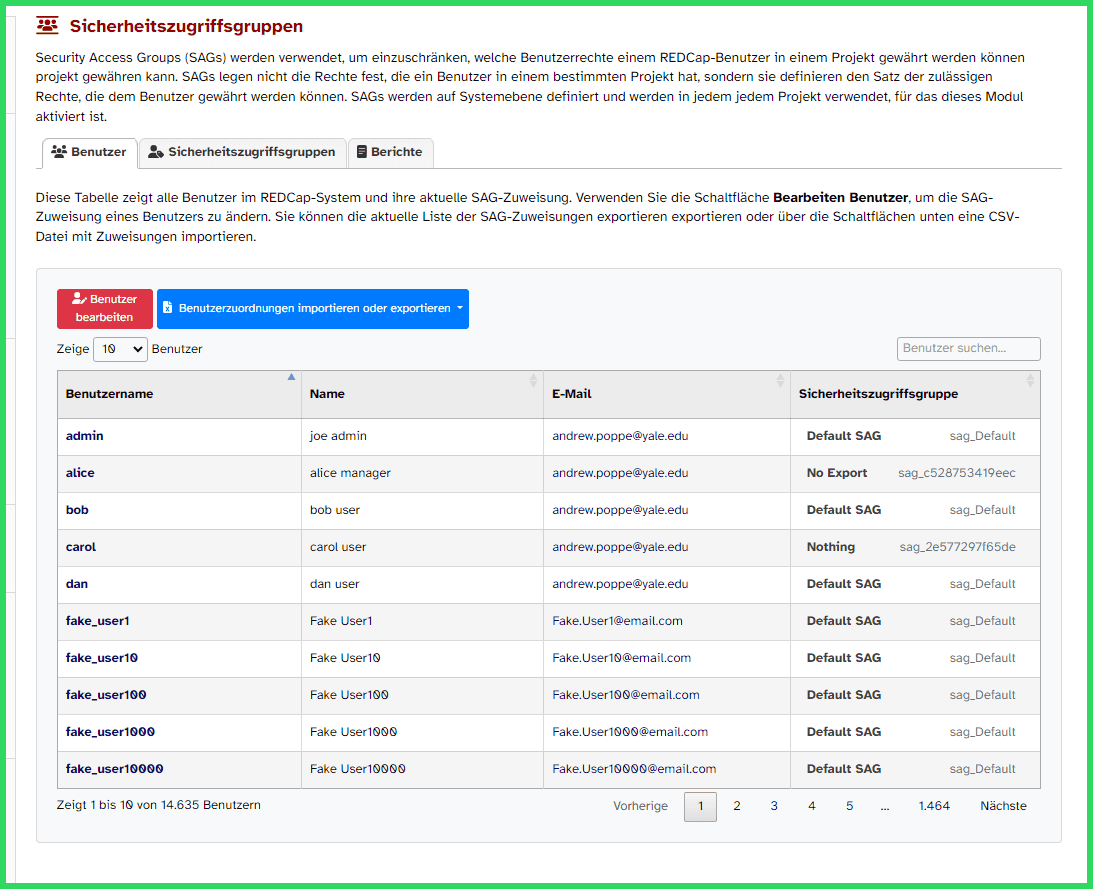 Sicherheitszugriffsgruppen
Security Access Groups (SAGs) werden verwendet, um einzuschränken, welche Benutzerrechte einem REDCap-Benutzer in einem Projekt gewährt werden können
projekt gewähren kann. SAGs legen nicht die Rechte fest, die ein Benutzer in einem bestimmten Projekt hat, sondern sie definieren den Satz der zulässigen
Rechte, die dem Benutzer gewährt werden können. SAGs werden auf Systemebene definiert und werden in jedem jedem Projekt verwendet, für das dieses Modul
aktiviert ist.
Benutzer Sicherheitszugriffsgruppen Berichte
Diese Tabelle zeigt alle Benutzer im REDCap-System und ihre aktuelle SAG-Zuweisung. Verwenden Sie die Schaltfläche Bearbeiten Benutzer, um die SAG-
Zuweisung eines Benutzers zu ändern. Sie können die aktuelle Liste der SAG-Zuweisungen exportieren exportieren oder über die Schaltflächen unten eine CSV-
Datei mit Zuweisungen importieren.
Benutzer
bearbeiten
Benutzerzuordnungen importieren oder exportieren
Zeige 10 Benutzer
Benutzer suchen...
Benutzername Name E-Mail Sicherheitszugriffsgruppe
admin joe admin andrew.poppe@yale.edu Default SAG sag_Default
alice alice manager andrew.poppe@yale.edu No Export sag_c528753419eec
bob bob user andrew.poppe@yale.edu Default SAG sag_Default
carol carol user andrew.poppe@yale.edu Nothing sag_2e577297f65de
dan dan user andrew.poppe@yale.edu Default SAG sag_Default
fake_user1 Fake User1 Fake.User1@email.com Default SAG sag_Default
fake_user10 Fake User10 Fake.User10@email.com Default SAG sag_Default
fake_user100 Fake User100 Fake.User100@email.com Default SAG sag_Default
fake_user1000 Fake User1000 Fake.User1000@email.com Default SAG sag_Default
fake_user10000 Fake User10000 Fake.User10000@email.com Default SAG sag_Default
Zeigt 1 bis 10 von 14.635 Benutzern
Vorherige 1 2 3 4 5 ... 1.464 Nächste